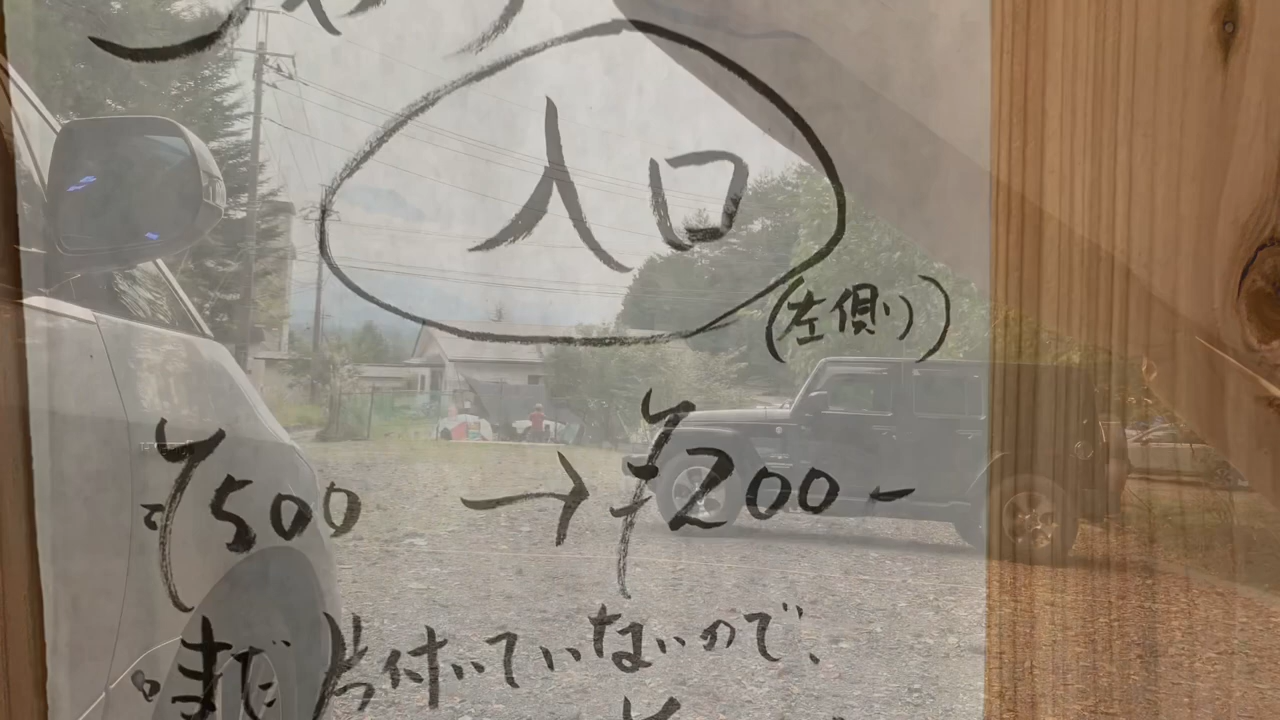 入口
(左側)
¥500 → ¥200-
まだ片付いていないので、